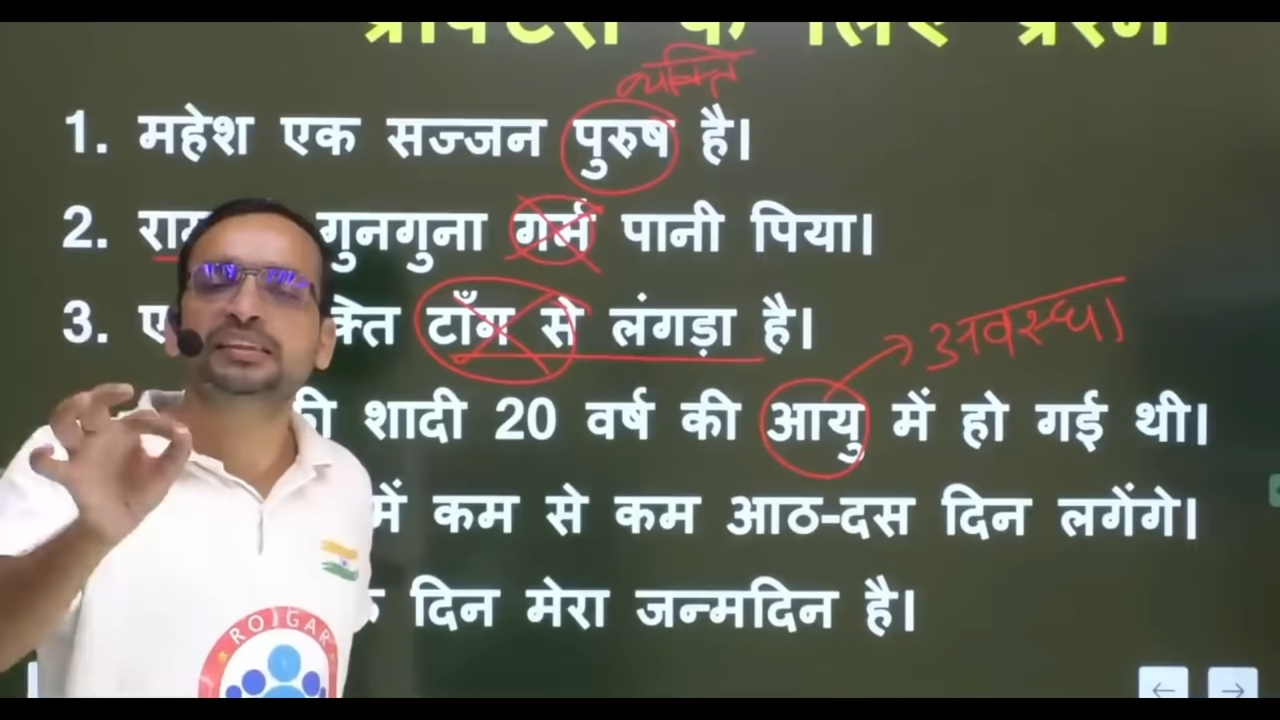 व्यक्ति
1. महेश एक सज्जन पुरुष है।
2. गुनगुना गर्म पानी पिया।
3. टाँग से लंगड़ा है।
अवस्था
शादी 20 वर्ष की आयु में हो गई थी।
में कम से कम आठ-दस दिन लगेंगे।
दिन मेरा जन्मदिन है।
ROJGAR